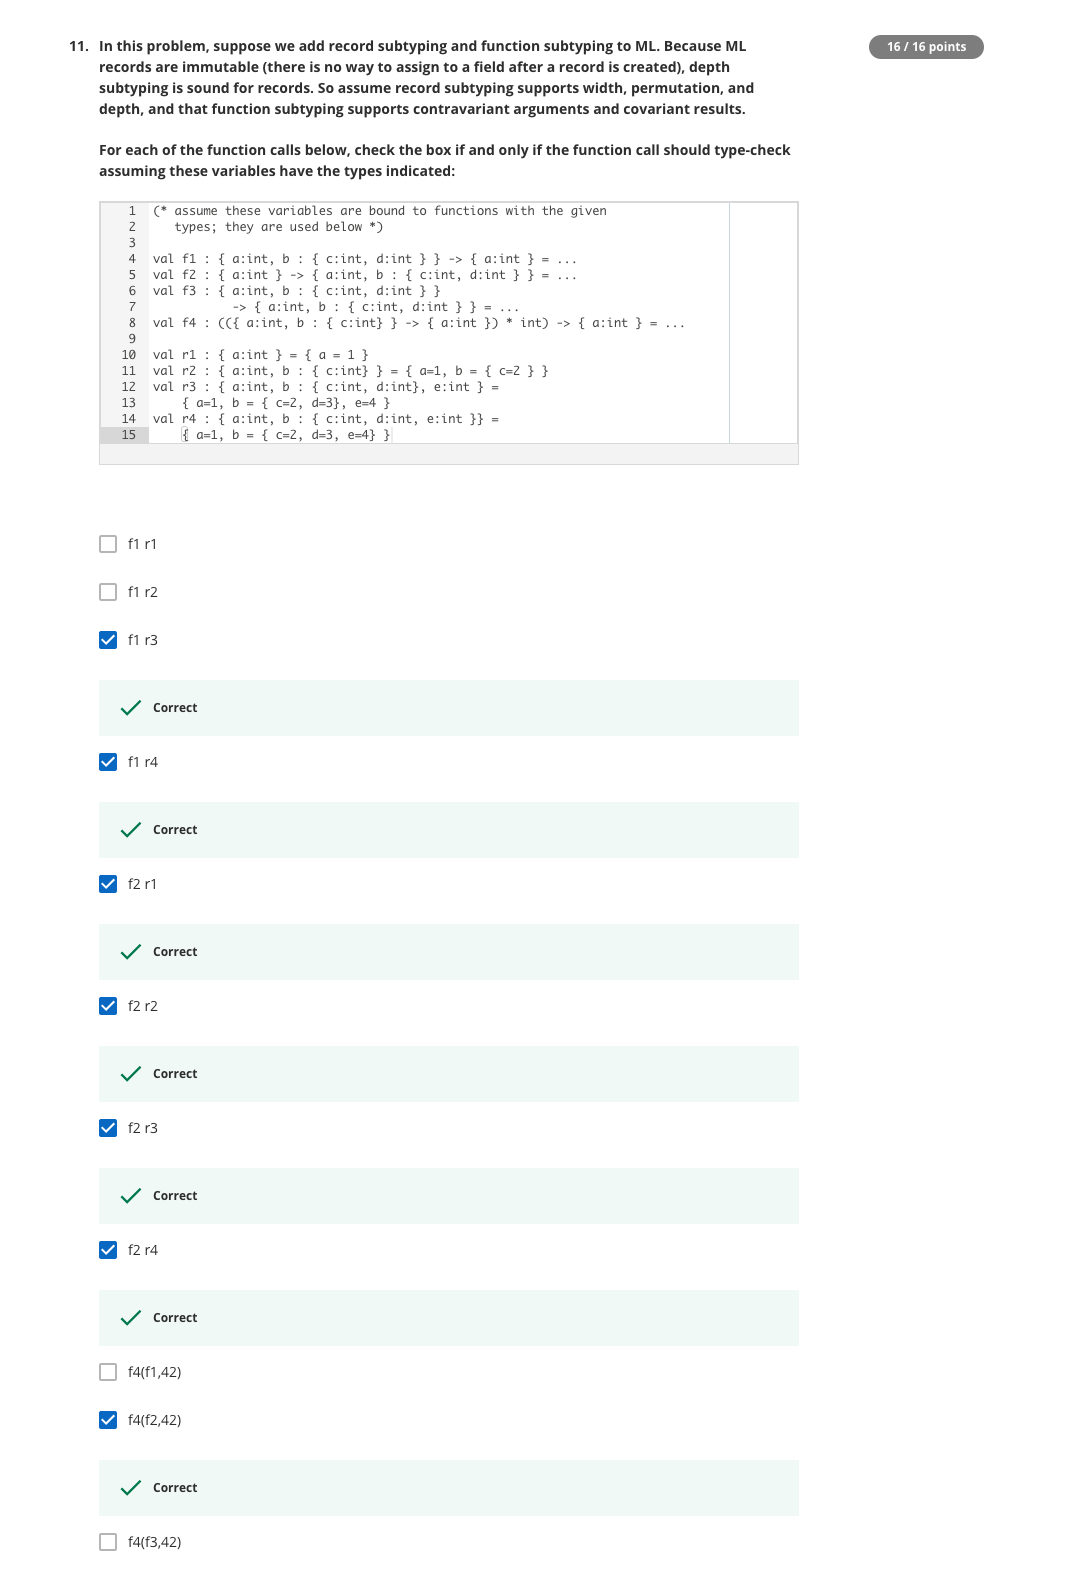 11. In this problem, suppose we add record subtyping and function subtyping to ML. Because ML
16 / 16 points
records are immutable (there is no way to assign to a field after a record is created), depth
subtyping is sound for records. So assume record subtyping supports width, permutation, and
depth, and that function subtyping supports contravariant arguments and covariant results.
For each of the function calls below, check the box if and only if the function call should type-check
assuming these variables have the types indicated:
1 (* assume these variables are bound to functions with the given
2 types; they are used below *)
3
4 val f1 : { a:int, b : { c:int, d:int } } -> { a:int } = ...
5 val f2 : { a:int } -> { a:int, b : { c:int, d:int } } = ...
6 val f3 : { a:int, b : { c:int, d:int } }
7 -> { a:int, b : { c:int, d:int } } = ...
8 val f4 : (({ a:int, b : { c:int} } -> { a:int }) * int) -> { a:int } = ...
9
10 val r1 : { a:int } = { a = 1 }
11 val r2 : { a:int, b : { c:int} } = { a=1, b = { c=2 } }
12 val r3 : { a:int, b : { c:int, d:int}, e:int } =
13 { a=1, b = { c=2, d=3}, e=4 }
14 val r4 : { a:int, b : { c:int, d:int, e:int }} =
15 { a=1, b = { c=2, d=3, e=4} }
f1 r1
f1 r2
f1 r3
Correct
f1 r4
Correct
f2 r1
Correct
f2 r2
Correct
f2 r3
Correct
f2 r4
Correct
f4(f1,42)
f4(f2,42)
Correct
f4(f3,42)